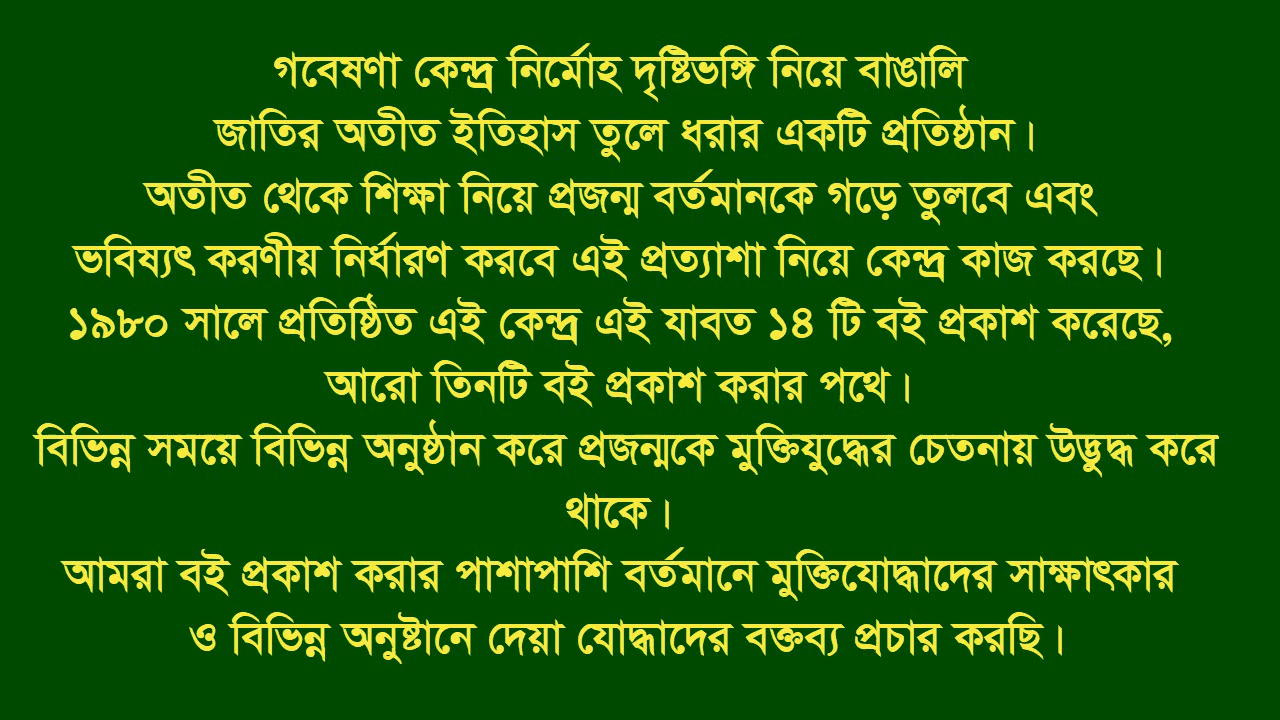 গবেষণা কেন্দ্র নির্মোহ দৃষ্টিভঙ্গি নিয়ে বাঙালি
জাতির অতীত ইতিহাস তুলে ধরার একটি প্রতিষ্ঠান।
অতীত থেকে শিক্ষা নিয়ে প্রজন্ম বর্তমানকে গড়ে তুলবে এবং
ভবিষ্যৎ করণীয় নির্ধারণ করবে এই প্রত্যাশা নিয়ে কেন্দ্র কাজ করছে।
১৯৮০ সালে প্রতিষ্ঠিত এই কেন্দ্র এই যাবত ১৪ টি বই প্রকাশ করেছে,
আরো তিনটি বই প্রকাশ করার পথে।
বিভিন্ন সময়ে বিভিন্ন অনুষ্ঠান করে প্রজন্মকে মুক্তিযুদ্ধের চেতনায় উদ্ভুদ্ধ করে
থাকে।
আমরা বই প্রকাশ করার পাশাপাশি বর্তমানে মুক্তিযোদ্ধাদের সাক্ষাৎকার
ও বিভিন্ন অনুষ্টানে দেয়া যোদ্ধাদের বক্তব্য প্রচার করছি।